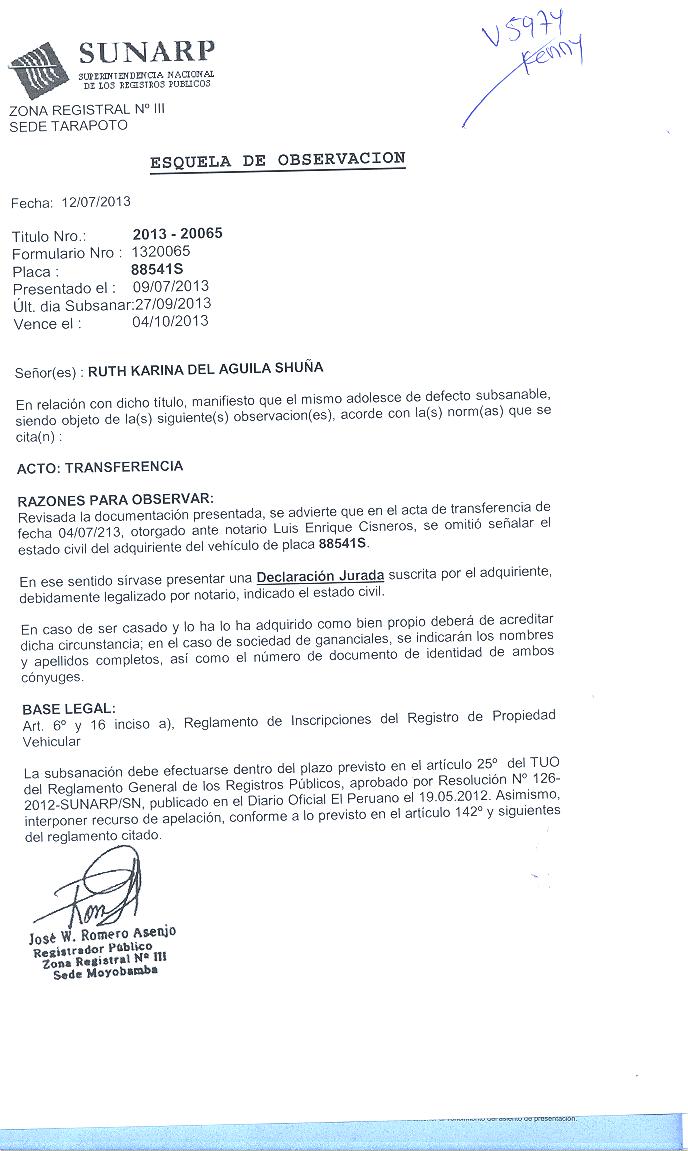 V5974
Kenny
SUNARP
SUPERINTENDENCIA NACIONAL
DE LOS REGISTROS PUBLICOS
ZONA REGISTRAL Nº III
SEDE TARAPOTO
ESQUELA DE OBSERVACION
Fecha: 12/07/2013
Titulo Nro.: 2013 - 20065
Formulario Nro : 1320065
Placa : 88541S
Presentado el : 09/07/2013
Últ. dia Subsanar:27/09/2013
Vence el : 04/10/2013
Señor(es) : RUTH KARINA DEL AGUILA SHUÑA
En relación con dicho título, manifiesto que el mismo adolesce de defecto subsanable,
siendo objeto de la(s) siguiente(s) observacion(es), acorde con la(s) norm(as) que se
cita(n) :
ACTO: TRANSFERENCIA
RAZONES PARA OBSERVAR:
Revisada la documentación presentada, se advierte que en el acta de transferencia de
fecha 04/07/213, otorgado ante notario Luis Enrique Cisneros, se omitió señalar el
estado civil del adquiriente del vehículo de placa 88541S.
En ese sentido sírvase presentar una Declaración Jurada suscrita por el adquiriente,
debidamente legalizado por notario, indicado el estado civil.
En caso de ser casado y lo ha lo ha adquirido como bien propio deberá de acreditar
dicha circunstancia; en el caso de sociedad de gananciales, se indicarán los nombres
y apellidos completos, así como el número de documento de identidad de ambos
cónyuges.
BASE LEGAL:
Art. 6º y 16 inciso a), Reglamento de Inscripciones del Registro de Propiedad
Vehicular
La subsanación debe efectuarse dentro del plazo previsto en el artículo 25º del TUO
del Reglamento General de los Registros Públicos, aprobado por Resolución Nº 126-
2012-SUNARP/SN, publicado en el Diario Oficial El Peruano el 19.05.2012. Asimismo,
interponer recurso de apelación, conforme a lo previsto en el artículo 142º y siguientes
del reglamento citado.
José W. Romero Asenjo
Registrador Público
Zona Registral Nº III
Sede Moyobamba
del asiento de presentación.